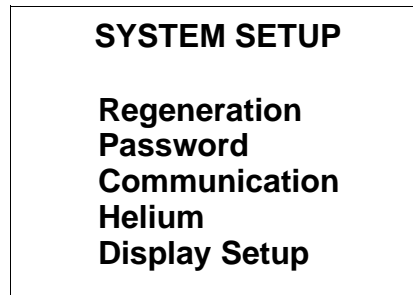 SYSTEM SETUP
Regeneration
Password
Communication
Helium
Display Setup